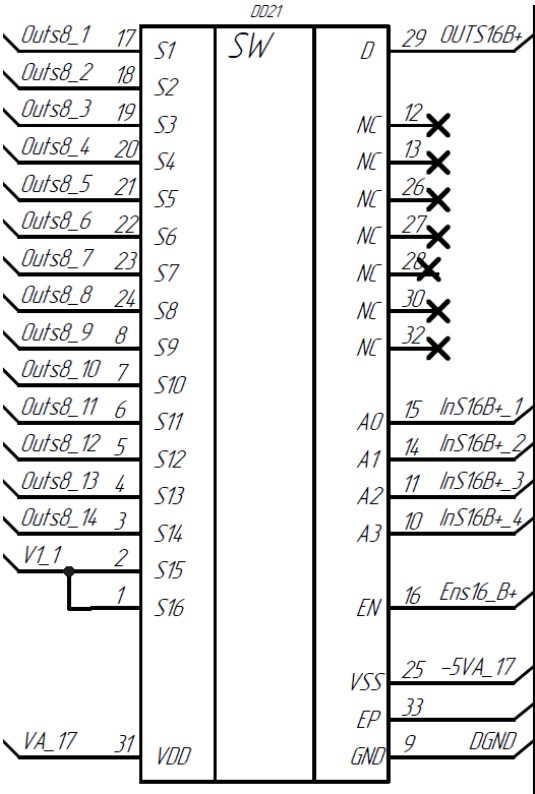 DD21
Outs8_1 17 S1 SW D 29 OUTS16B+
Outs8_2 18 S2
Outs8_3 19 S3 NC 12
Outs8_4 20 S4 NC 13
Outs8_5 21 S5 NC 26
Outs8_6 22 S6 NC 27
Outs8_7 23 S7 NC 28
Outs8_8 24 S8 NC 30
Outs8_9 8 S9 NC 32
Outs8_10 7 S10
Outs8_11 6 S11 A0 15 InS16B+_1
Outs8_12 5 S12 A1 14 InS16B+_2
Outs8_13 4 S13 A2 11 InS16B+_3
Outs8_14 3 S14 A3 10 InS16B+_4
V1_1 2 S15
1 S16 EN 16 Ens16_B+
VSS 25 -5VA_17
EP 33
VA_17 31 VDD GND 9 DGND